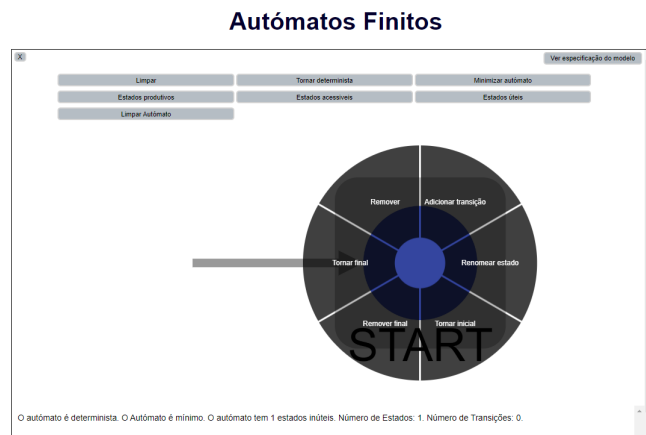 Autómatos Finitos
X
Ver especificação do modelo
Limpar
Tornar determinista
Minimizar autómato
Estados produtivos
Estados acessiveis
Estados úteis
Limpar Autómato
Remover
Adicionar transição
Tornar final
Renomear estado
Remover final
Tornar inicial
START
O autómato é determinista. O Autómato é mínimo. O autómato tem 1 estados inúteis. Número de Estados: 1. Número de Transições: 0.